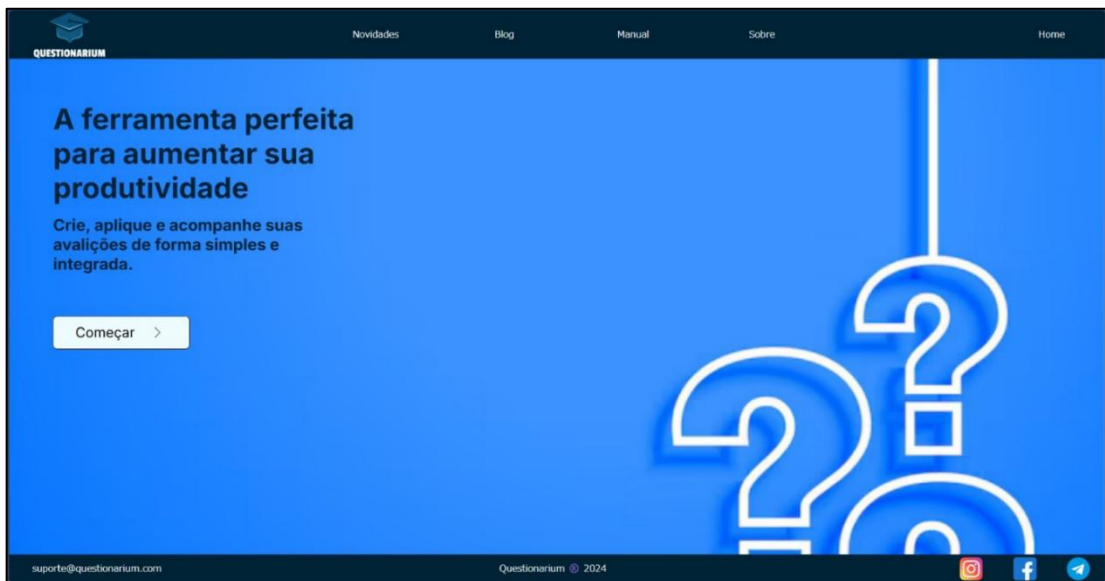 QUESTIONARIUM
Novidades
Blog
Manual
Sobre
Home
A ferramenta perfeita
para aumentar sua
produtividade
Crie, aplique e acompanhe suas
avalições de forma simples e
integrada.
Começar >
suporte@questionarium.com
Questionarium ® 2024